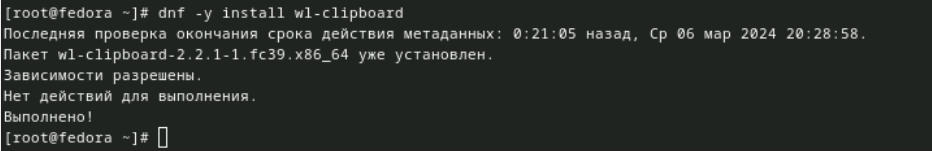 [root@fedora ~]# dnf -y install wl-clipboard
Последняя проверка окончания срока действия метаданных: 0:21:05 назад, Ср 06 мар 2024 20:28:58.
Пакет wl-clipboard-2.2.1-1.fc39.x86_64 уже установлен.
Зависимости разрешены.
Нет действий для выполнения.
Выполнено!
[root@fedora ~]#